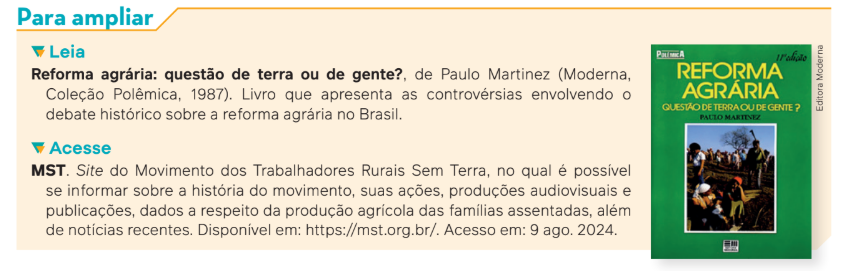 Para ampliar
Leia
Reforma agrária: questão de terra ou de gente?, de Paulo Martinez (Moderna,
Coleção Polêmica, 1987). Livro que apresenta as controvérsias envolvendo o
debate histórico sobre a reforma agrária no Brasil.
Acesse
MST. Site do Movimento dos Trabalhadores Rurais Sem Terra, no qual é possível
se informar sobre a história do movimento, suas ações, produções audiovisuais e
publicações, dados a respeito da produção agrícola das famílias assentadas, além
de notícias recentes. Disponível em: https://mst.org.br/. Acesso em: 9 ago. 2024.
POLÊMICA
11ª edição
REFORMA
AGRÁRIA
QUESTÃO DE TERRA OU DE GENTE?
PAULO MARTINEZ
Editora Moderna